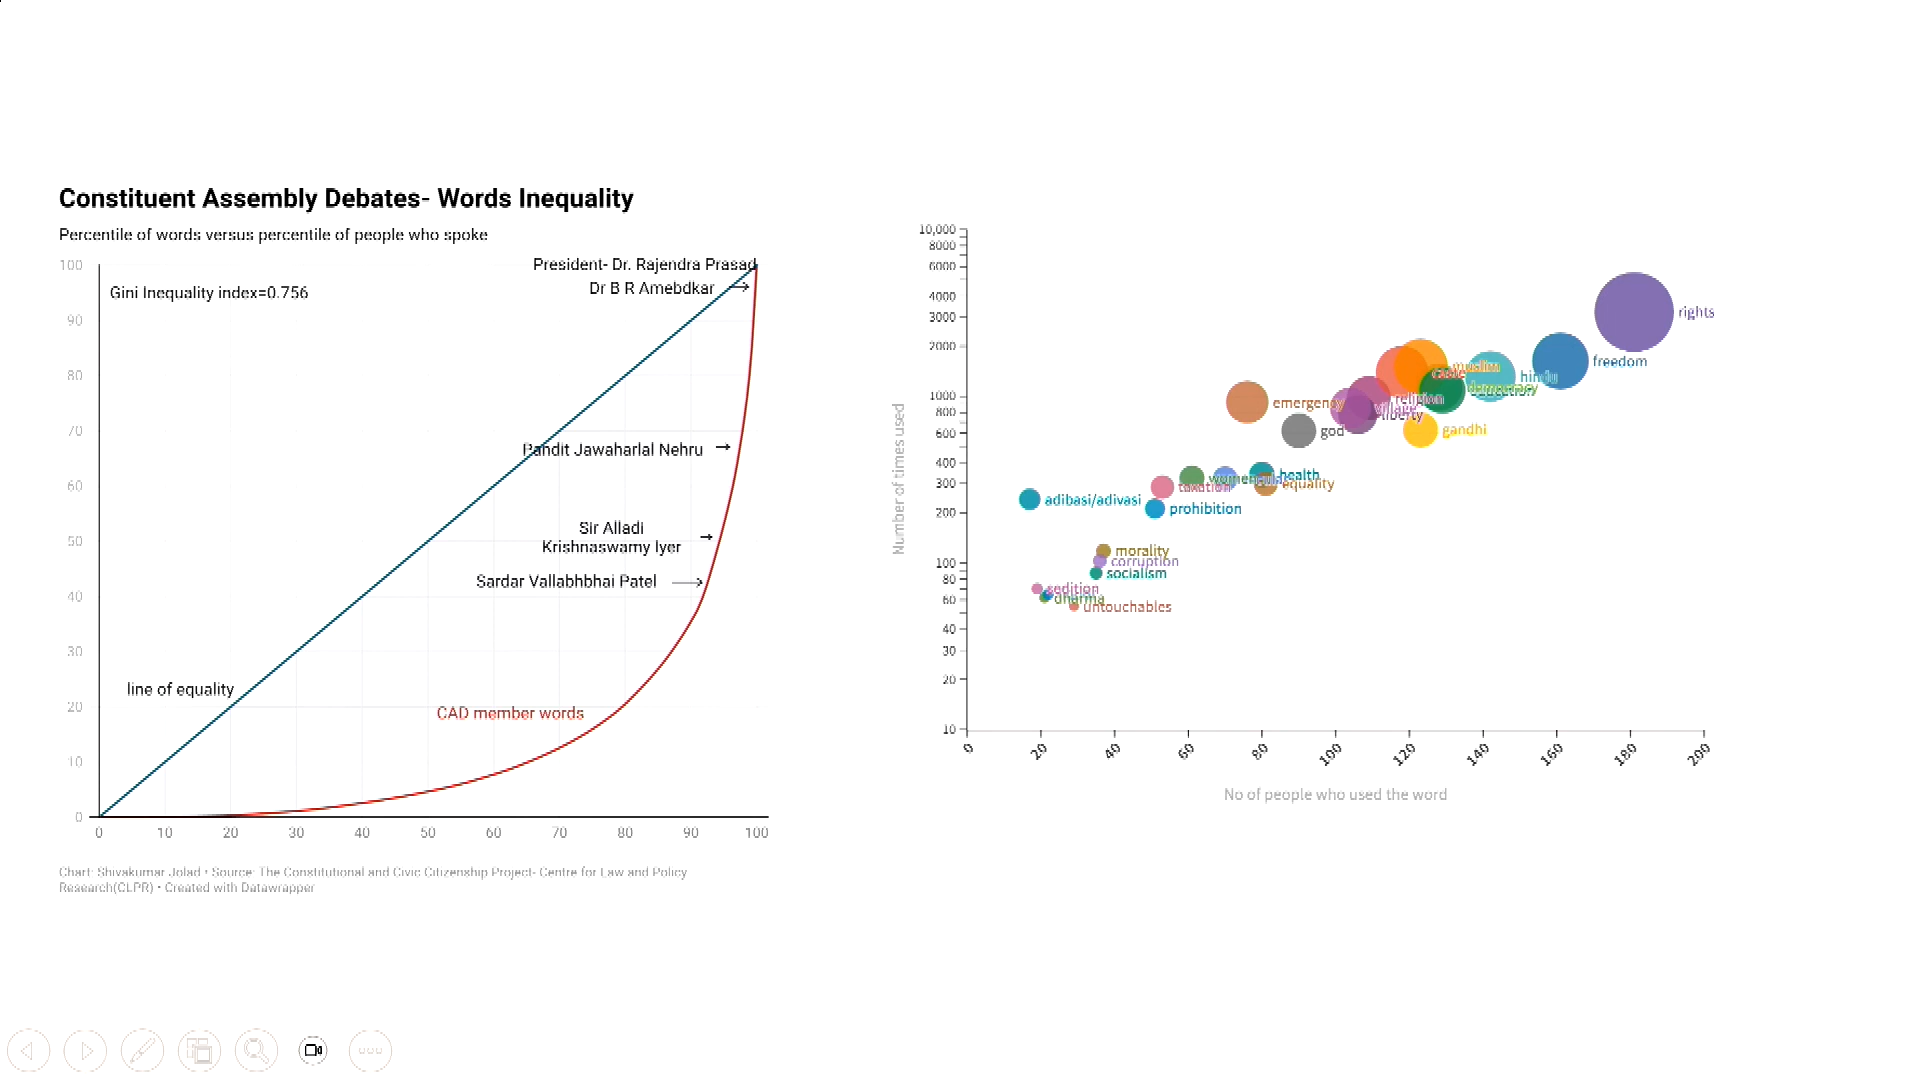 Constituent Assembly Debates- Words Inequality
Percentile of words versus percentile of people who spoke
100
90
80
70
60
50
40
30
20
10
0
Gini Inequality index=0.756
President- Dr. Rajendra Prasad
Dr B R Amebdkar
Pandit Jawaharlal Nehru
Sir Alladi
Krishnaswamy Iyer
Sardar Vallabhbhai Patel
line of equality
CAD member words
0 10 20 30 40 50 60 70 80 90 100
Chart: Shivakumar Jolad • Source: The Constitutional and Civic Citizenship Project- Centre for Law and Policy
Research(CLPR) • Created with Datawrapper
Number of times used
10,000
8000
6000
4000
3000
2000
1000
800
600
400
300
200
100
80
60
40
30
20
10
rights
freedom
muslim
caste
hindu
democracy
religion
emergency
village
liberty
gandhi
god
health
women
equality
taxation
adibasi/adivasi
prohibition
morality
corruption
socialism
sedition
dharma
untouchables
0 20 40 60 80 100 120 140 160 180 200
No of people who used the word